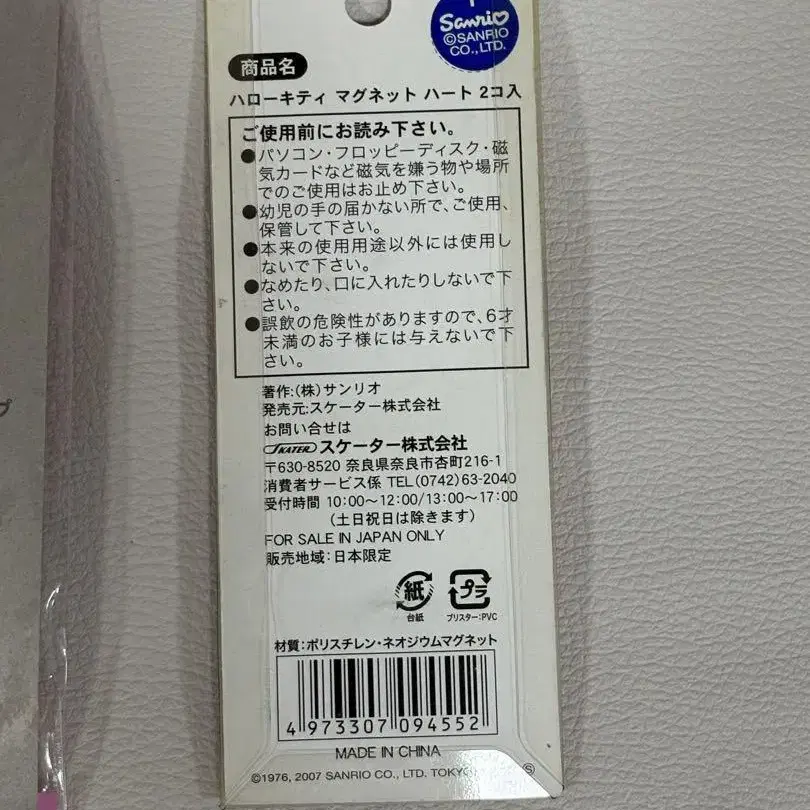 Sanrio
©SANRIO
CO., LTD.
商品名
ハローキティ マグネット ハート 2コ入
ご使用前にお読み下さい。
●パソコン・フロッピーディスク・磁
気カードなど磁気を嫌う物や場所
でのご使用はお止め下さい。
●幼児の手の届かない所で、ご使用、
保管して下さい。
●本来の使用用途以外には使用し
ないで下さい。
●なめたり、口に入れたりしないで下
さい。
●誤飲の危険性がありますので、6才
未満のお子様には与えないで下
さい。
著作:(株)サンリオ
発売元:スケーター株式会社
お問い合せは
SKATER スケーター株式会社
〒630-8520 奈良県奈良市杏町216-1
消費者サービス係 TEL(0742)63-2040
受付時間 10:00〜12:00/13:00〜17:00
(土日祝日は除きます)
FOR SALE IN JAPAN ONLY
販売地域:日本限定
紙
台紙
プラ
ブリスター:PVC
材質:ポリスチレン・ネオジウムマグネット
4 973307 094552
MADE IN CHINA
©1976, 2007 SANRIO CO., LTD. TOKYO
Ⓢ
プ